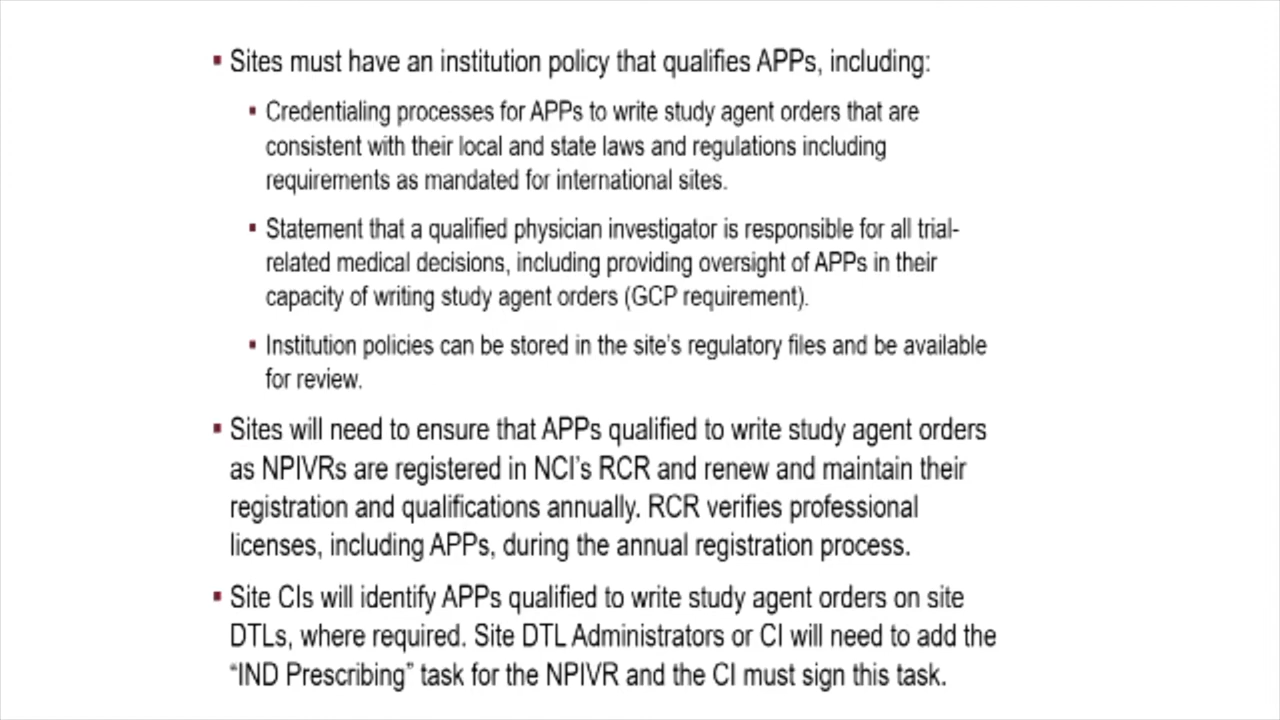 ▪ Sites must have an institution policy that qualifies APPs, including:
▪ Credentialing processes for APPs to write study agent orders that are
consistent with their local and state laws and regulations including
requirements as mandated for international sites.
▪ Statement that a qualified physician investigator is responsible for all trial-
related medical decisions, including providing oversight of APPs in their
capacity of writing study agent orders (GCP requirement).
▪ Institution policies can be stored in the site's regulatory files and be available
for review.
▪ Sites will need to ensure that APPs qualified to write study agent orders
as NPIVRs are registered in NCI's RCR and renew and maintain their
registration and qualifications annually. RCR verifies professional
licenses, including APPs, during the annual registration process.
▪ Site CIs will identify APPs qualified to write study agent orders on site
DTLs, where required. Site DTL Administrators or CI will need to add the
“IND Prescribing” task for the NPIVR and the CI must sign this task.